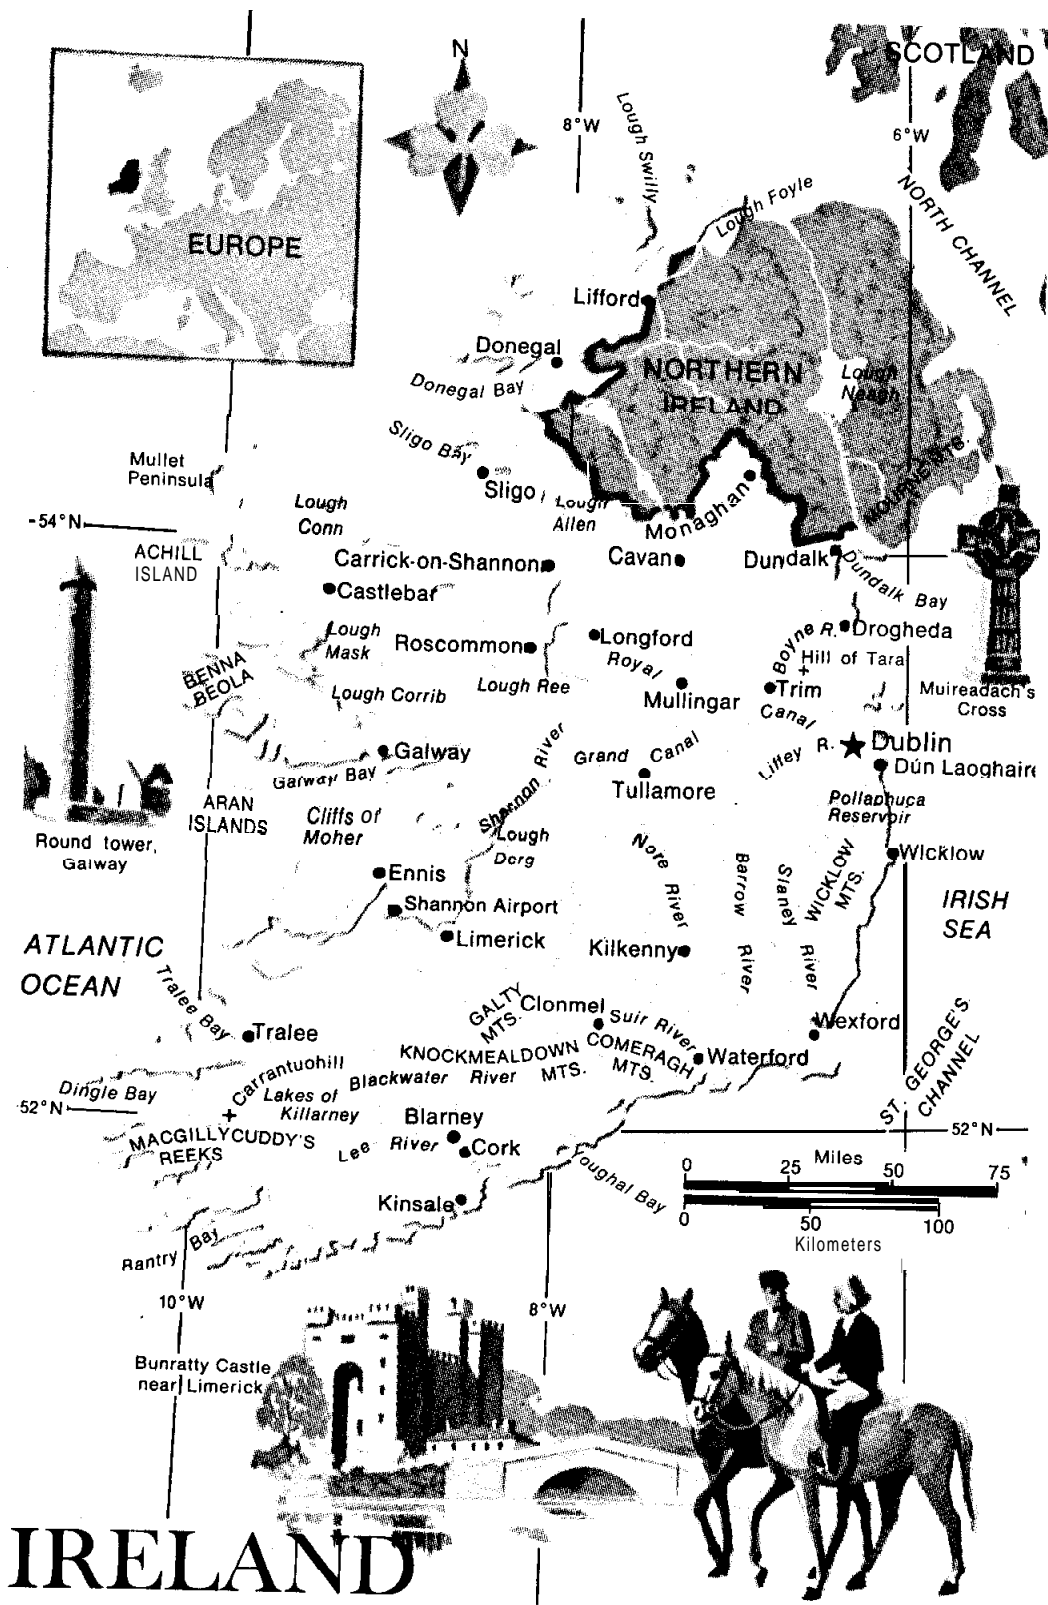 N
SCOTLAND
8°W
6°W
Lough Swilly
Lough Foyle
NORTH CHANNEL
EUROPE
Lifford
Donegal
NORTHERN
IRELAND
Lough
Neagh
Donegal Bay
Sligo Bay
MOURNE MTS.
Mullet
Peninsula
Sligo
Lough
Allen
Lough
Conn
Monaghan
54°N
ACHILL
ISLAND
Carrick-on-Shannon
Cavan
Dundalk
Dundalk Bay
Castlebar
Lough
Mask
Roscommon
Longford
Boyne R.
Drogheda
Hill of Tara
Royal
Canal
BENNA
BEOLA
Lough Corrib
Lough Ree
Mullingar
Trim
Muireadach's
Cross
Galway
Galway Bay
Shannon River
Grand Canal
Liffey R.
Dublin
Dún Laoghaire
Tullamore
ARAN
ISLANDS
Cliffs of
Moher
Pollaphuca
Reservoir
Round tower,
Galway
Lough
Derg
Nore River
Barrow River
Slaney River
WICKLOW
MTS.
Wicklow
Ennis
Shannon Airport
Limerick
Kilkenny
IRISH
SEA
ATLANTIC
OCEAN
Tralee Bay
Tralee
GALTY
MTS.
Clonmel
Suir River
Wexford
KNOCKMEALDOWN
MTS.
COMERAGH
MTS.
Waterford
ST. GEORGE'S
CHANNEL
Carrantuohill
Dingle Bay
Lakes of
Killarney
Blackwater River
52°N
MACGILLYCUDDY'S
REEKS
Blarney
Lee River
Cork
52°N
Youghal Bay
Miles
0 25 50 75
0 50 100
Kilometers
Kinsale
Bantry Bay
10°W
8°W
Bunratty Castle
near Limerick
IRELAND